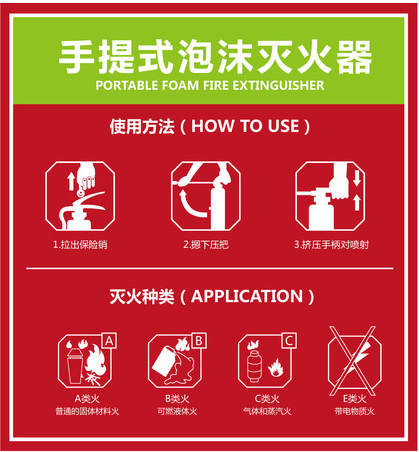 手提式泡沫灭火器
PORTABLE FOAM FIRE EXTINGUISHER
使用方法（HOW TO USE）
1.拉出保险销
2.摁下压把
3.挤压手柄对喷射
灭火种类（APPLICATION）
A
B
C
A类火
普通的固体材料火
B类火
可燃液体火
C类火
气体和蒸汽火
E类火
带电物质火